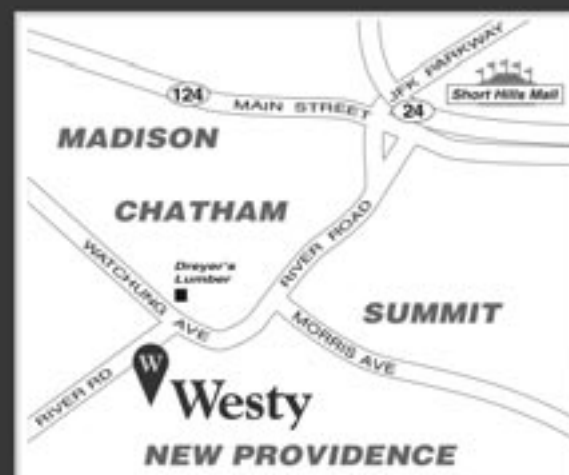 JFK PARKWAY
124
MAIN STREET
24
Short Hills Mall
MADISON
CHATHAM
RIVER ROAD
WATCHUNG AVE
Dreyer's
Lumber
SUMMIT
MORRIS AVE
RIVER RD
W
Westy
NEW PROVIDENCE